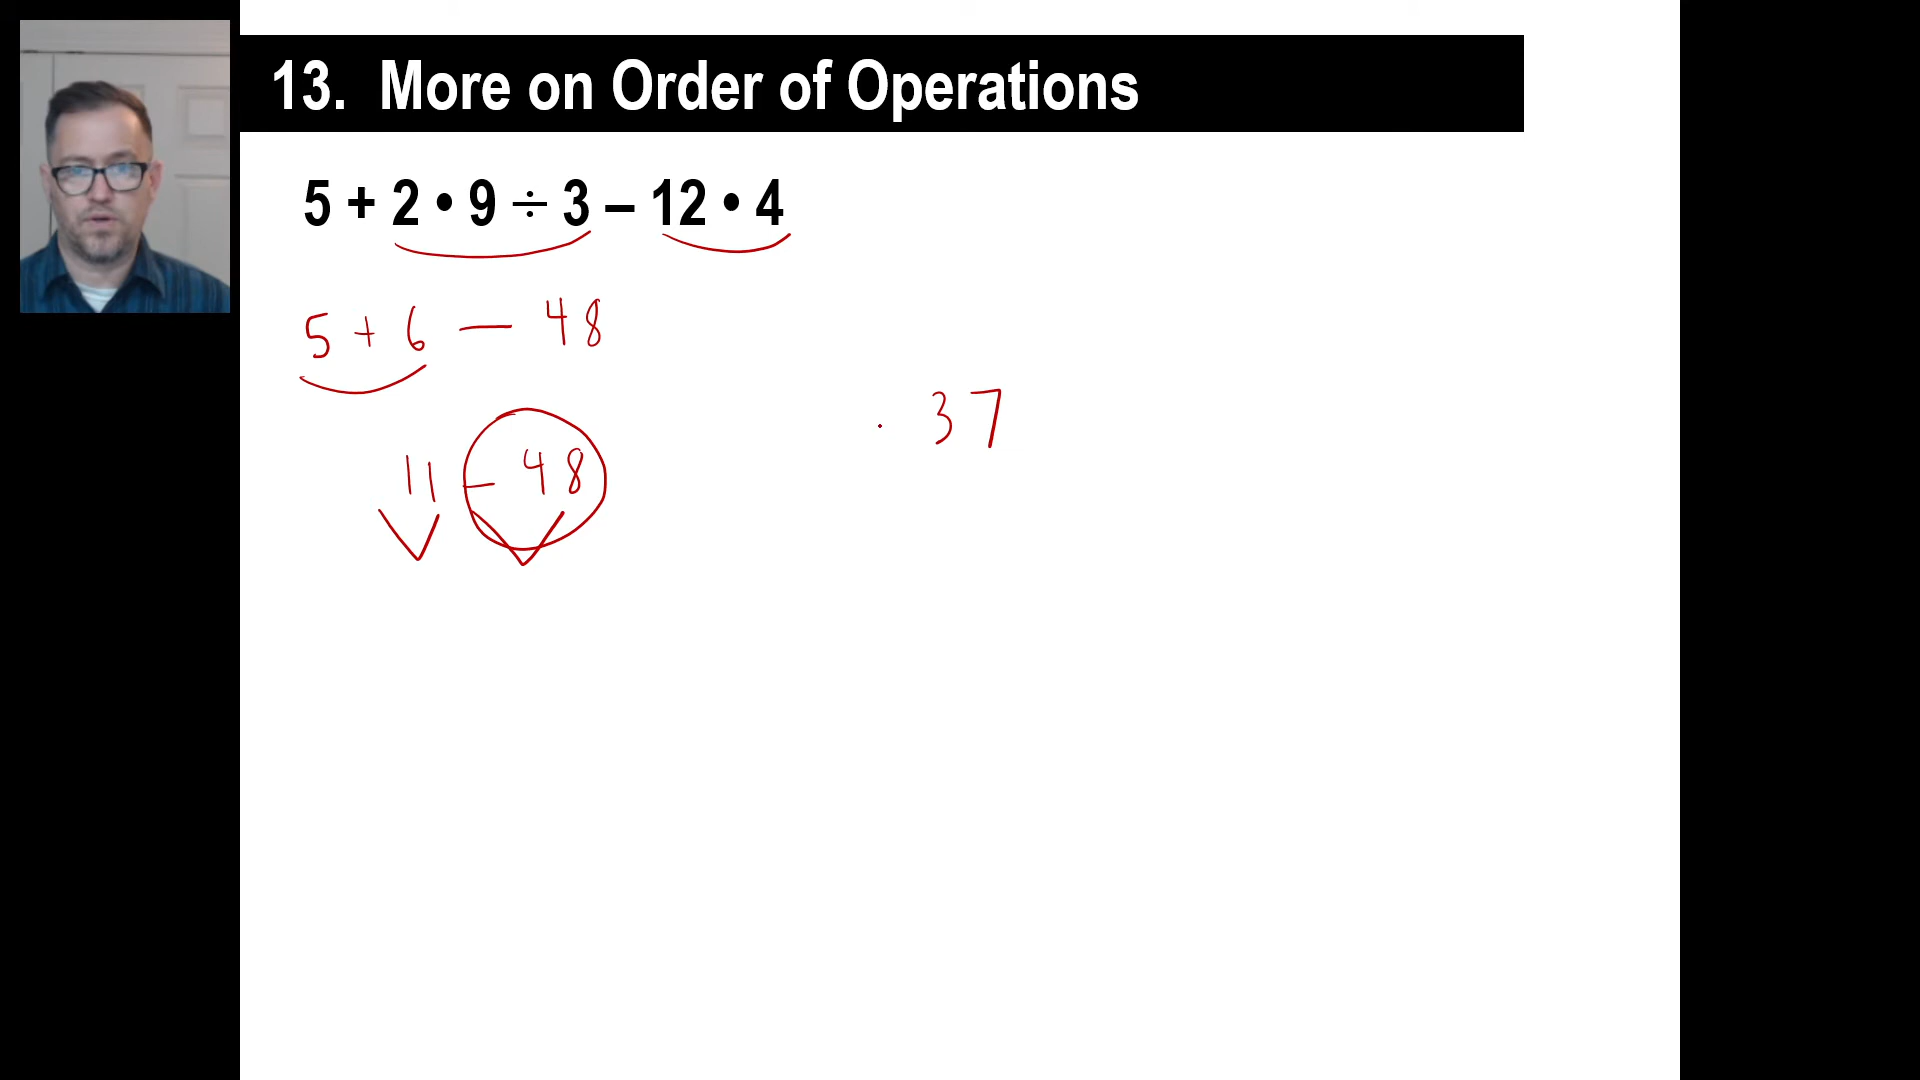 13. More on Order of Operations
5 + 2 • 9 ÷ 3 – 12 • 4
5 + 6 — 48
37
11 – 48